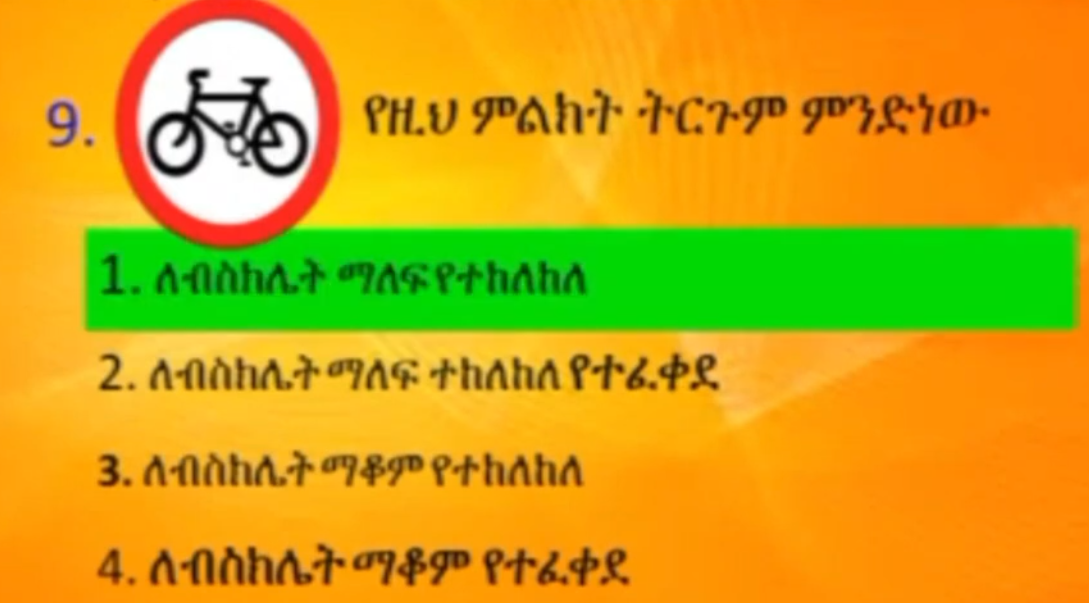 9. የዚህ ምልክት ትርጉም ምንድነው
1. ለብስክሌት ማለፍ የተከለከለ
2. ለብስክሌት ማለፍ ተከለከለ የተፈቀደ
3. ለብስክሌት ማቆም የተከለከለ
4. ለብስክሌት ማቆም የተፈቀደ